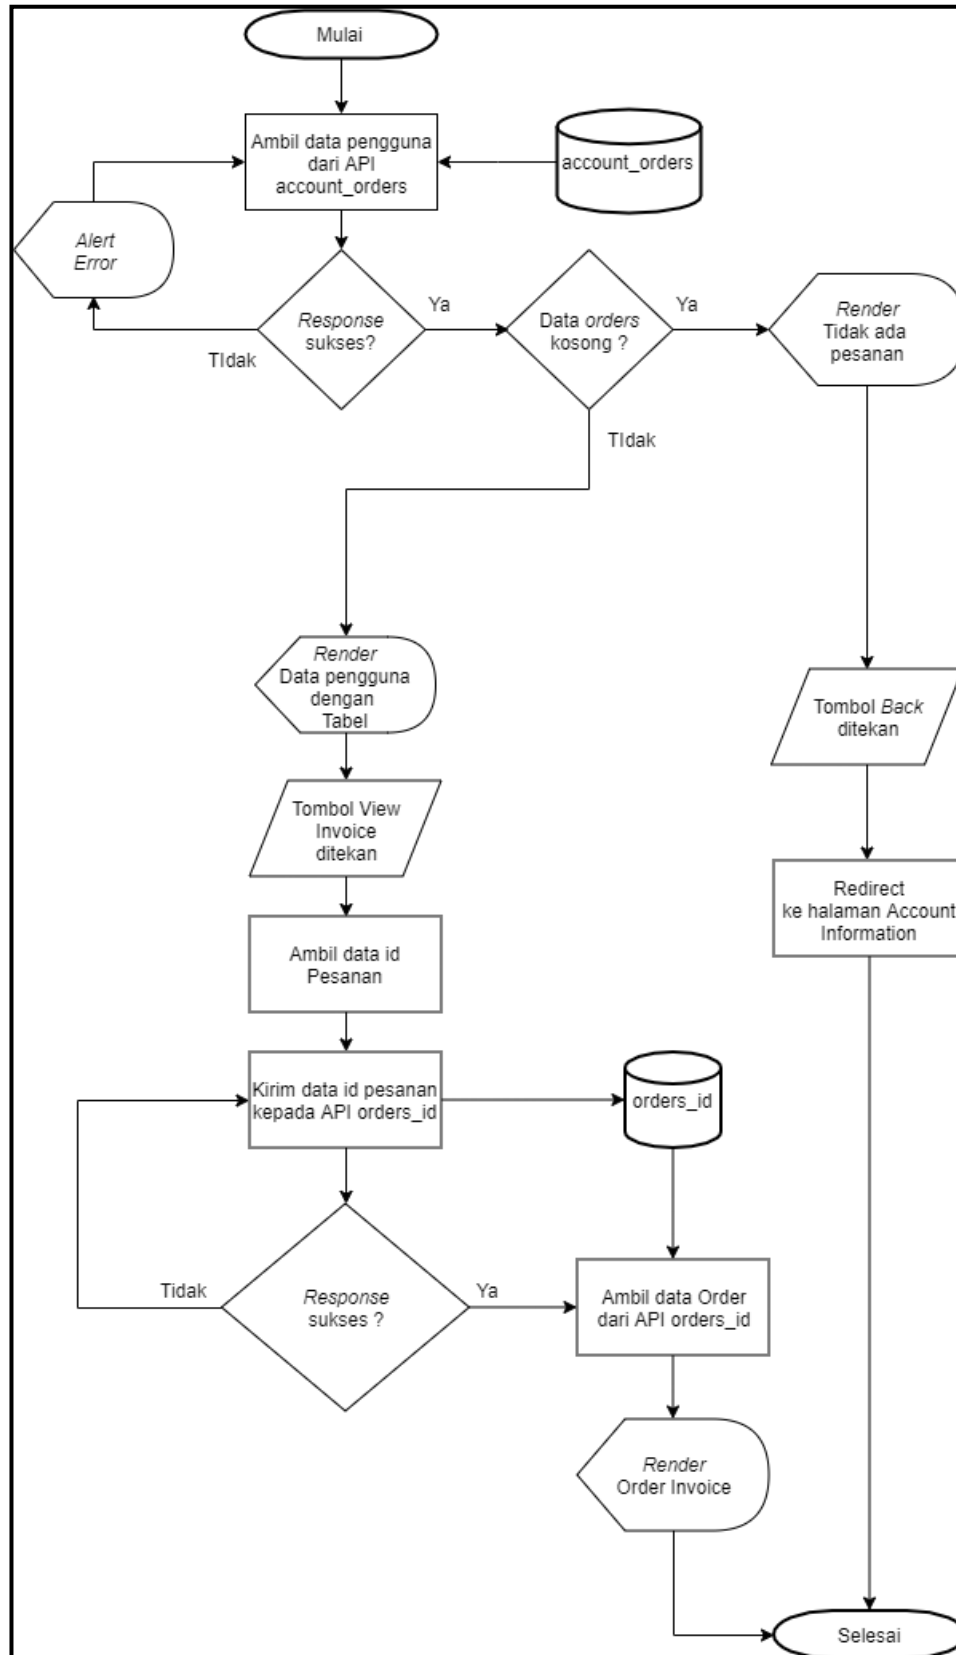 Mulai
Ambil data pengguna
dari API
account_orders
account_orders
Alert
Error
Response
sukses?
Ya
TIdak
Data orders
kosong ?
Ya
TIdak
Render
Tidak ada
pesanan
Render
Data pengguna
dengan
Tabel
Tombol Back
ditekan
Tombol View
Invoice
ditekan
Redirect
ke halaman Account
Information
Ambil data id
Pesanan
Kirim data id pesanan
kepada API orders_id
orders_id
Tidak
Response
sukses ?
Ya
Ambil data Order
dari API orders_id
Render
Order Invoice
Selesai